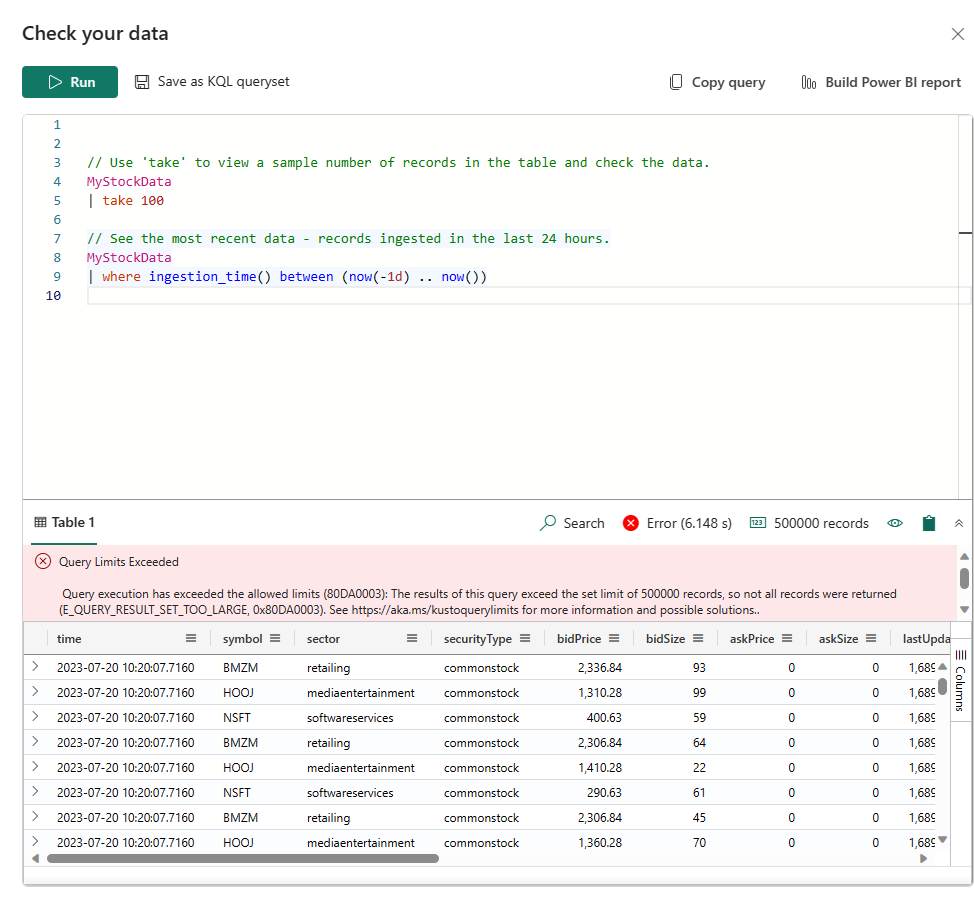 Check your data
Run Save as KQL queryset Copy query Build Power BI report
1
2
3 // Use 'take' to view a sample number of records in the table and check the data.
4 MyStockData
5 | take 100
6
7 // See the most recent data - records ingested in the last 24 hours.
8 MyStockData
9 | where ingestion_time() between (now(-1d) .. now())
10
Table 1 Search Error (6.148 s) 123 500000 records
Query Limits Exceeded
Query execution has exceeded the allowed limits (80DA0003): The results of this query exceed the set limit of 500000 records, so not all records were returned
(E_QUERY_RESULT_SET_TOO_LARGE, 0x80DA0003). See https://aka.ms/kustoquerylimits for more information and possible solutions..
time symbol sector securityType bidPrice bidSize askPrice askSize lastUpda
2023-07-20 10:20:07.7160 BMZM retailing commonstock 2,336.84 93 0 0 1,689
2023-07-20 10:20:07.7160 HOOJ mediaentertainment commonstock 1,310.28 99 0 0 1,689
2023-07-20 10:20:07.7160 NSFT softwareservices commonstock 400.63 59 0 0 1,689
2023-07-20 10:20:07.7160 BMZM retailing commonstock 2,306.84 64 0 0 1,689
2023-07-20 10:20:07.7160 HOOJ mediaentertainment commonstock 1,410.28 22 0 0 1,689
2023-07-20 10:20:07.7160 NSFT softwareservices commonstock 290.63 61 0 0 1,689
2023-07-20 10:20:07.7160 BMZM retailing commonstock 2,306.84 45 0 0 1,689
2023-07-20 10:20:07.7160 HOOJ mediaentertainment commonstock 1,360.28 70 0 0 1,689
Columns